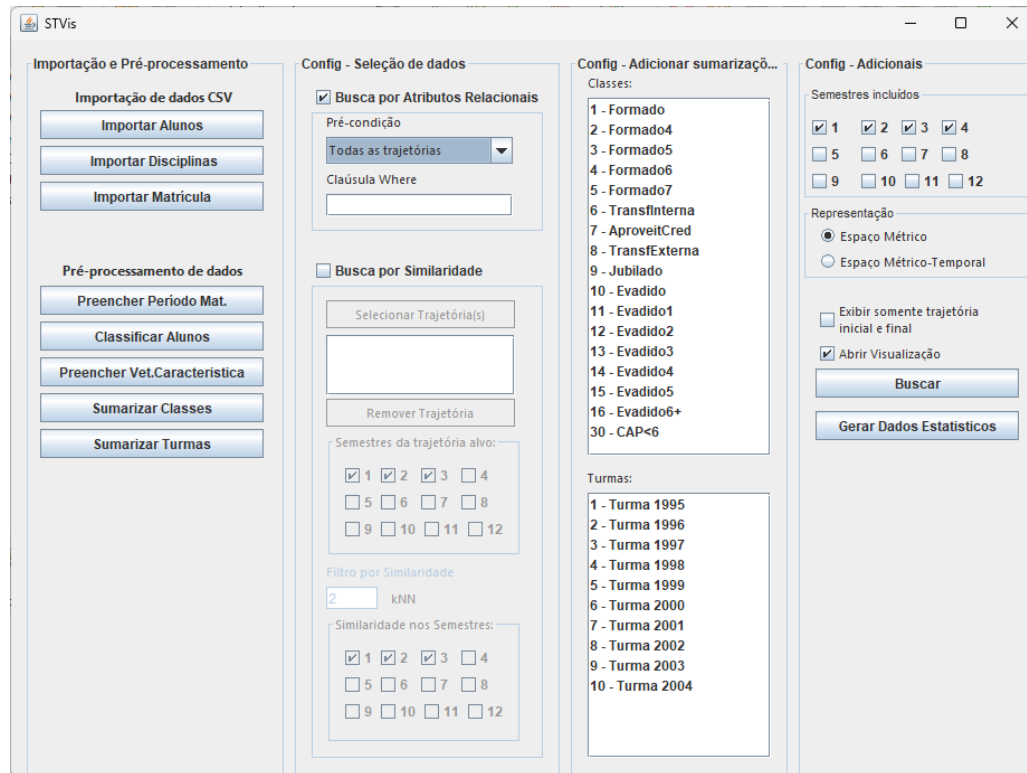 STVis
Importação e Pré-processamento
Importação de dados CSV
Importar Alunos
Importar Disciplinas
Importar Matrícula
Pré-processamento de dados
Preencher Período Mat.
Classificar Alunos
Preencher Vet.Característica
Sumarizar Classes
Sumarizar Turmas
Config - Seleção de dados
Busca por Atributos Relacionais
Pré-condição
Todas as trajetórias
Claúsula Where
Busca por Similaridade
Selecionar Trajetória(s)
Remover Trajetória
Semestres da trajetória alvo:
1 2 3 4
5 6 7 8
9 10 11 12
Filtro por Similaridade
2 kNN
Similaridade nos Semestres:
1 2 3 4
5 6 7 8
9 10 11 12
Config - Adicionar sumarizaçõ...
Classes:
1 - Formado
2 - Formado4
3 - Formado5
4 - Formado6
5 - Formado7
6 - TransfInterna
7 - AproveitCred
8 - TransfExterna
9 - Jubilado
10 - Evadido
11 - Evadido1
12 - Evadido2
13 - Evadido3
14 - Evadido4
15 - Evadido5
16 - Evadido6+
30 - CAP<6
Turmas:
1 - Turma 1995
2 - Turma 1996
3 - Turma 1997
4 - Turma 1998
5 - Turma 1999
6 - Turma 2000
7 - Turma 2001
8 - Turma 2002
9 - Turma 2003
10 - Turma 2004
Config - Adicionais
Semestres incluídos
1 2 3 4
5 6 7 8
9 10 11 12
Representação
Espaço Métrico
Espaço Métrico-Temporal
Exibir somente trajetória
inicial e final
Abrir Visualização
Buscar
Gerar Dados Estatisticos